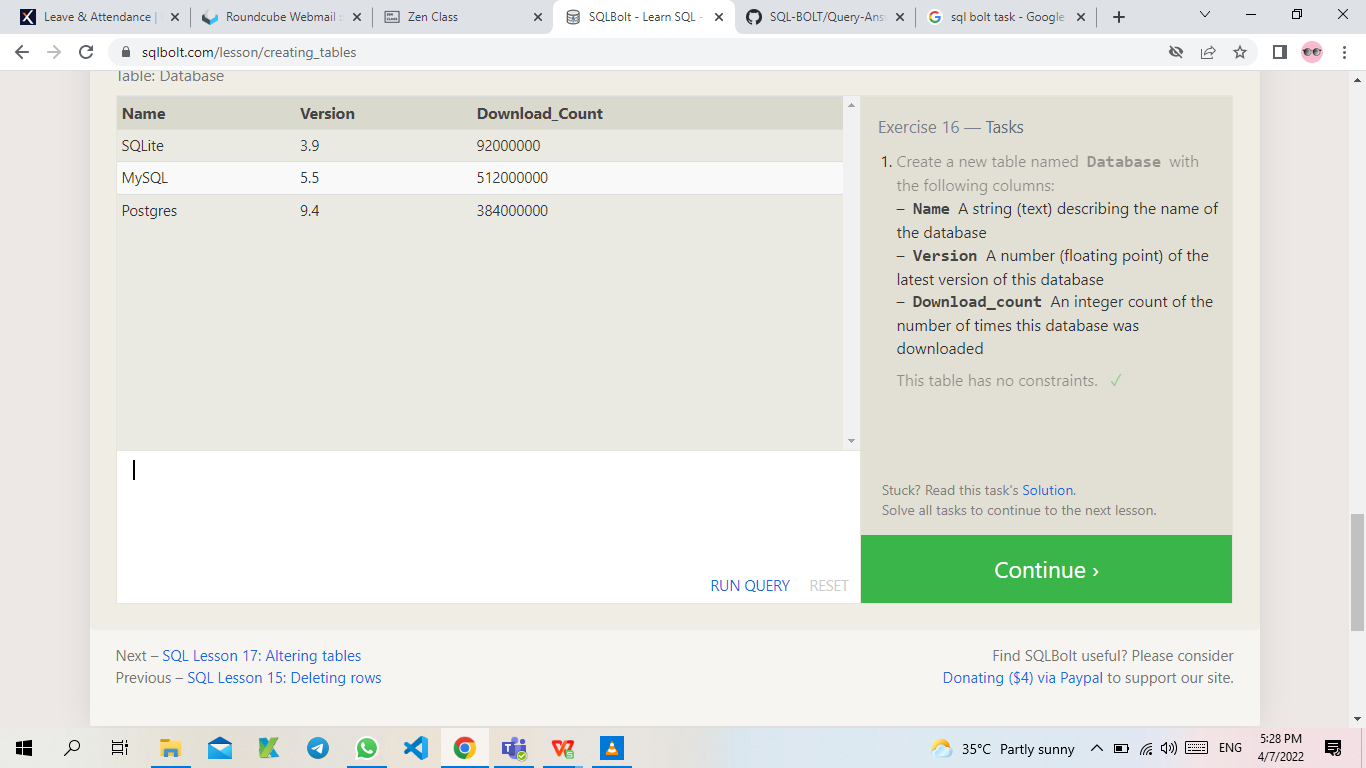 Leave & Attendance |
Roundcube Webmail
Zen Class
SQLBolt - Learn SQL -
SQL-BOLT/Query-Ans
sql bolt task - Google
sqlbolt.com/lesson/creating_tables
Table: Database
Name Version Download_Count
SQLite 3.9 92000000
MySQL 5.5 512000000
Postgres 9.4 384000000
Exercise 16 — Tasks
1. Create a new table named Database with
the following columns:
– Name A string (text) describing the name of
the database
– Version A number (floating point) of the
latest version of this database
– Download_count An integer count of the
number of times this database was
downloaded
This table has no constraints. ✓
Stuck? Read this task's Solution.
Solve all tasks to continue to the next lesson.
RUN QUERY RESET
Continue ›
Next – SQL Lesson 17: Altering tables
Previous – SQL Lesson 15: Deleting rows
Find SQLBolt useful? Please consider
Donating ($4) via Paypal to support our site.
35°C Partly sunny
ENG
5:28 PM
4/7/2022